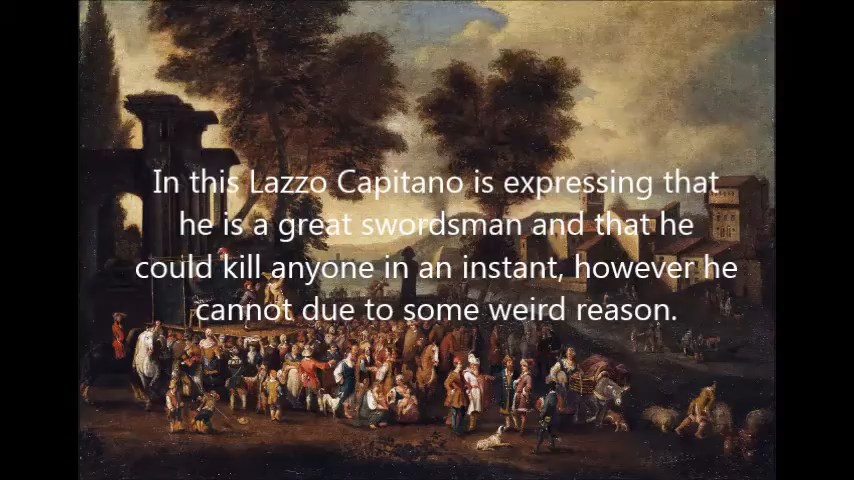 In this Lazzo Capitano is expressing that
he is a great swordsman and that he
could kill anyone in an instant, however he
cannot due to some weird reason.